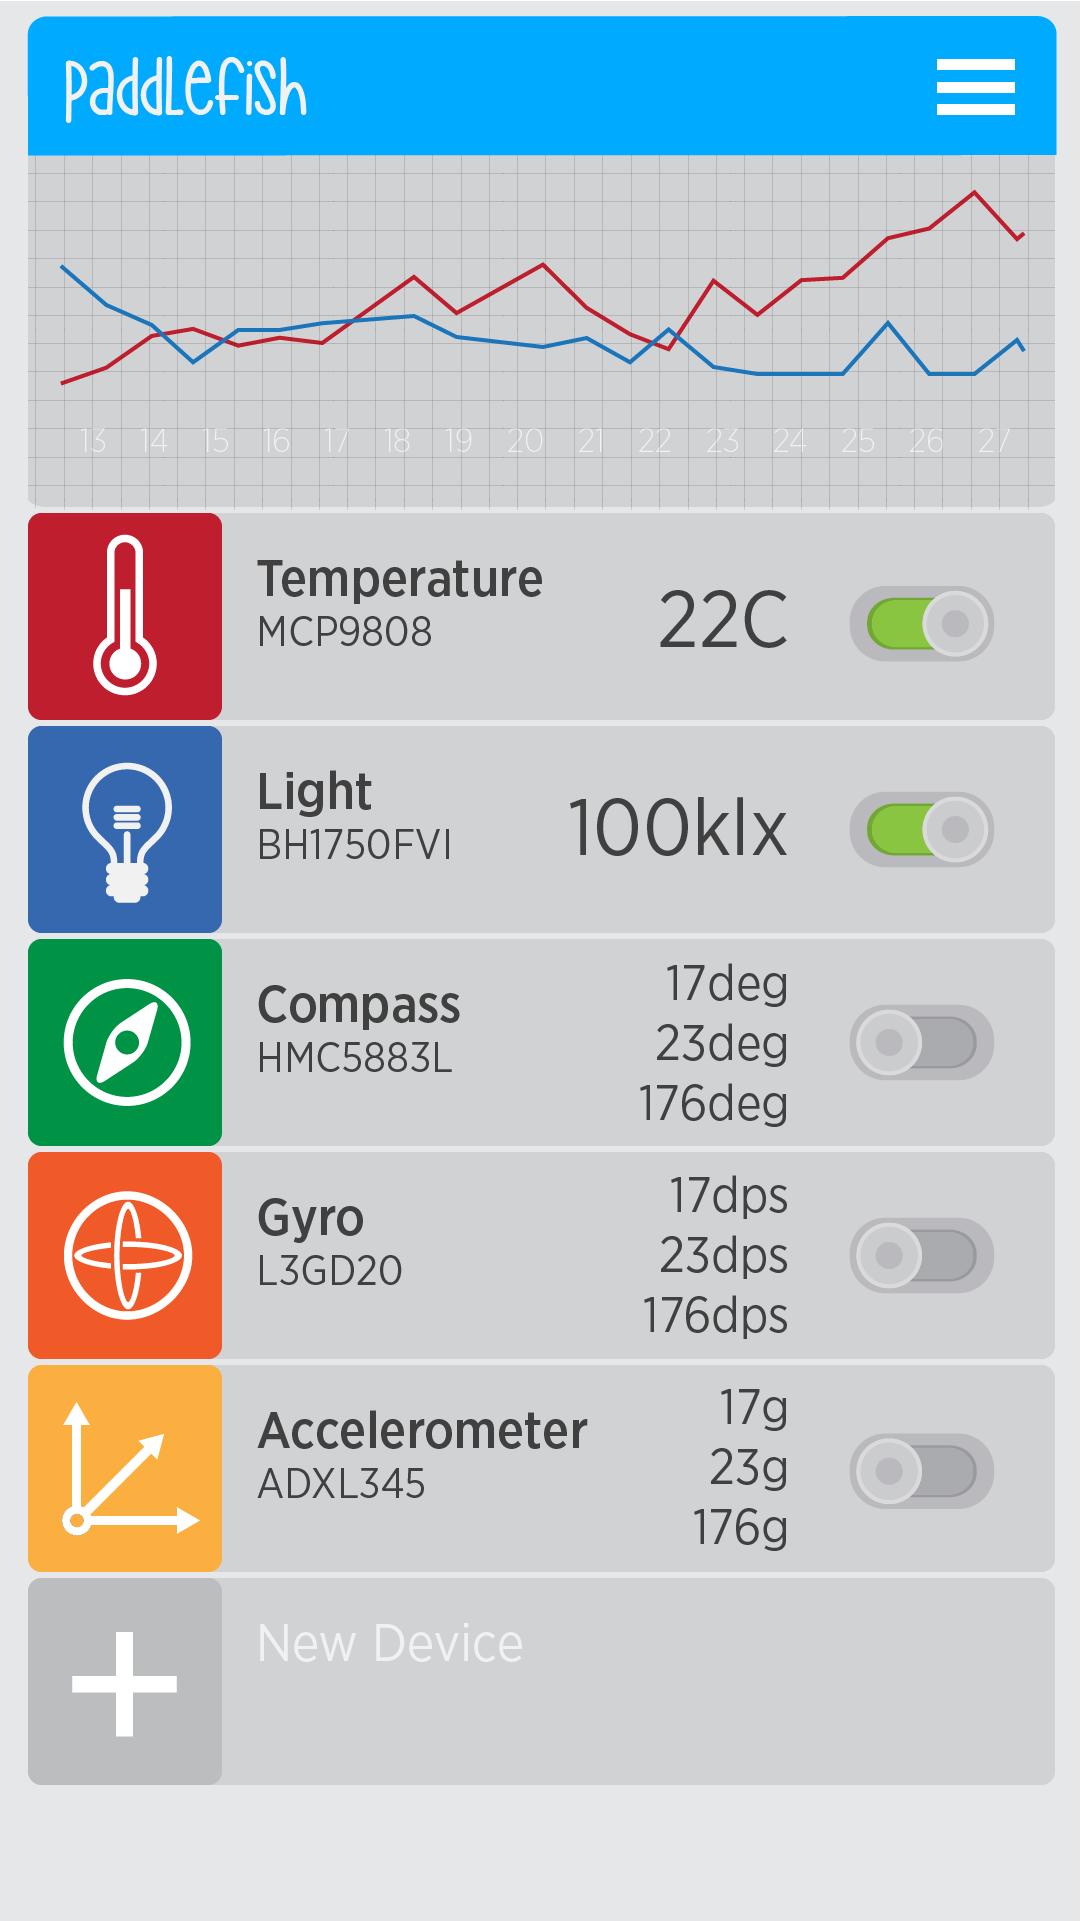 paddlefish
13 14 15 16 17 18 19 20 21 22 23 24 25 26 27
Temperature
MCP9808
22C
Light
BH1750FVI
100klx
Compass
HMC5883L
17deg
23deg
176deg
Gyro
L3GD20
17dps
23dps
176dps
Accelerometer
ADXL345
17g
23g
176g
New Device